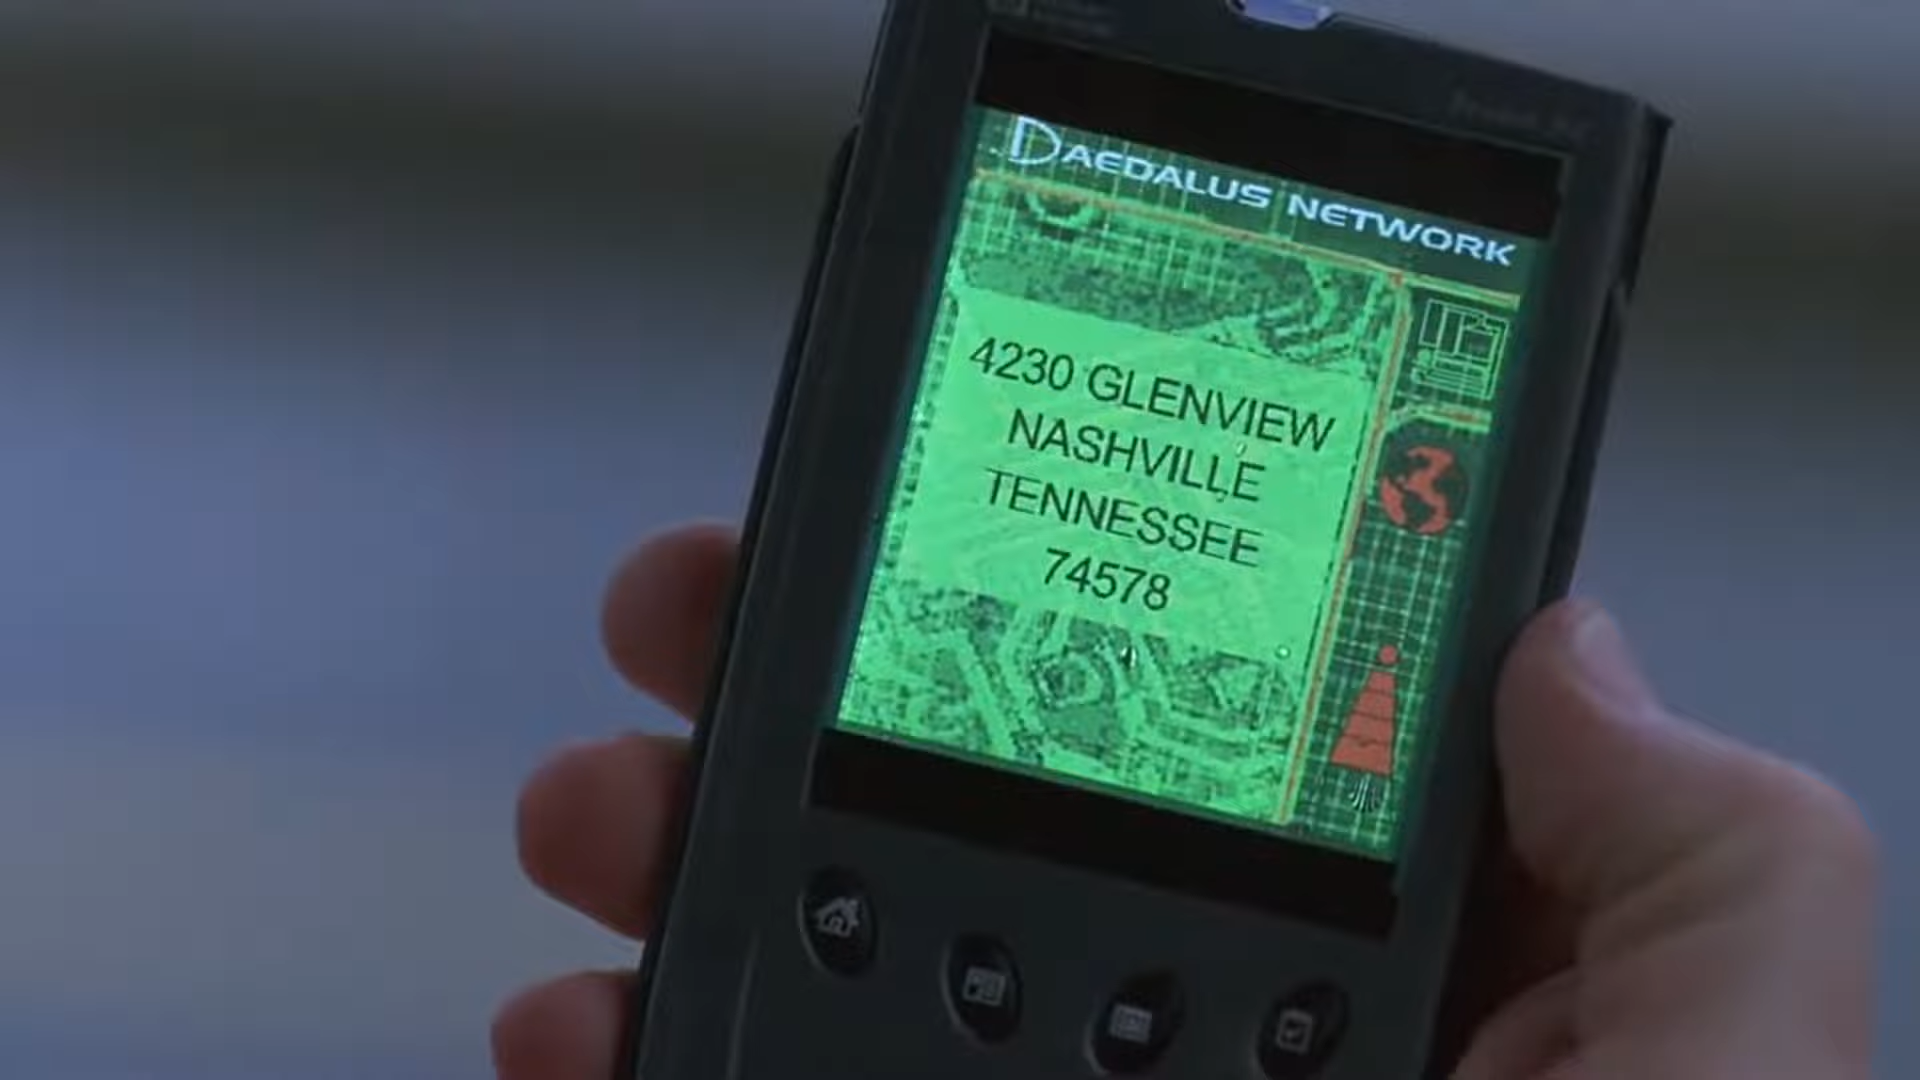 DAEDALUS NETWORK
4230 GLENVIEW
NASHVILLE
TENNESSEE
74578